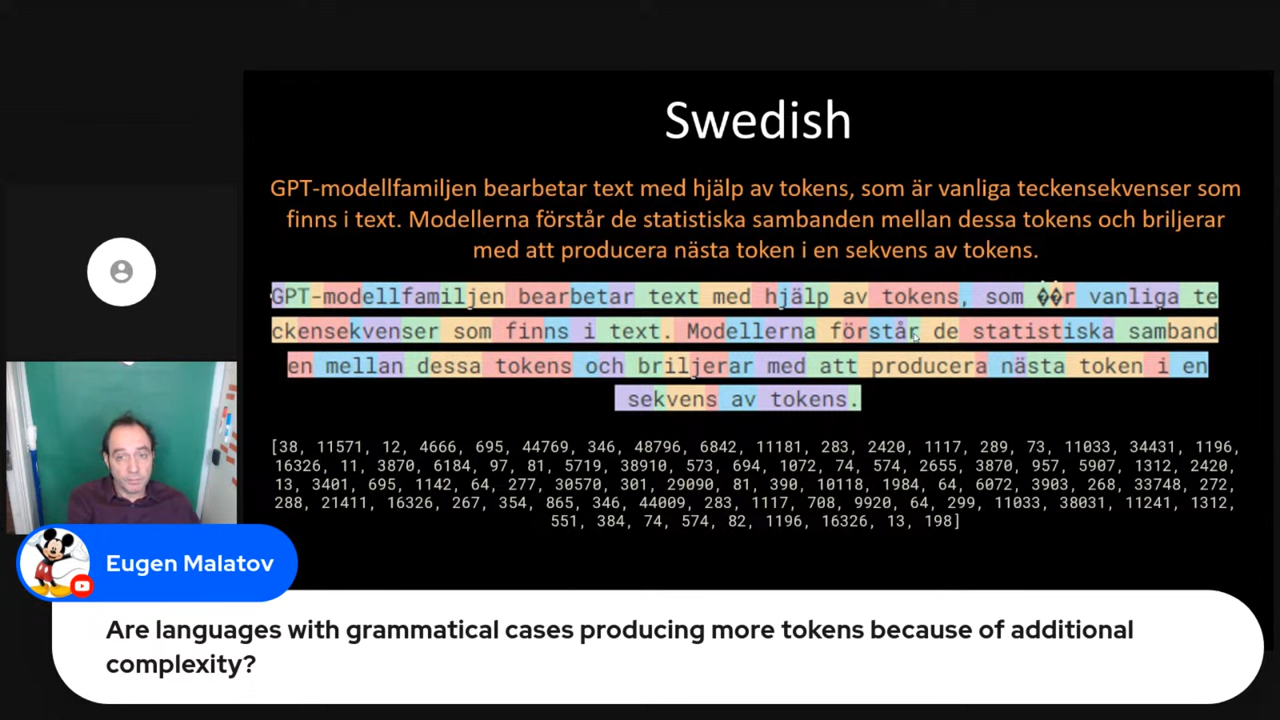 Swedish
GPT-modellfamiljen bearbetar text med hjälp av tokens, som är vanliga teckensekvenser som
finns i text. Modellerna förstår de statistiska sambanden mellan dessa tokens och briljerar
med att producera nästa token i en sekvens av tokens.
GPT-modellfamiljen bearbetar text med hjälp av tokens, som ��r vanliga te
ckensekvenser som finns i text. Modellerna förstår de statistiska samband
en mellan dessa tokens och briljerar med att producera nästa token i en
sekvens av tokens.
[38, 11571, 12, 4666, 695, 44769, 346, 48796, 6842, 11181, 283, 2420, 1117, 289, 73, 11033, 34431, 1196,
16326, 11, 3870, 6184, 97, 81, 5719, 38910, 573, 694, 1072, 74, 574, 2655, 3870, 957, 5907, 1312, 2420,
13, 3401, 695, 1142, 64, 277, 30570, 301, 29090, 81, 390, 10118, 1984, 64, 6072, 3903, 268, 33748, 272,
288, 21411, 16326, 267, 354, 865, 346, 44009, 283, 1117, 708, 9920, 64, 299, 11033, 38031, 11241, 1312,
551, 384, 74, 574, 82, 1196, 16326, 13, 198]
Eugen Malatov
Are languages with grammatical cases producing more tokens because of additional
complexity?